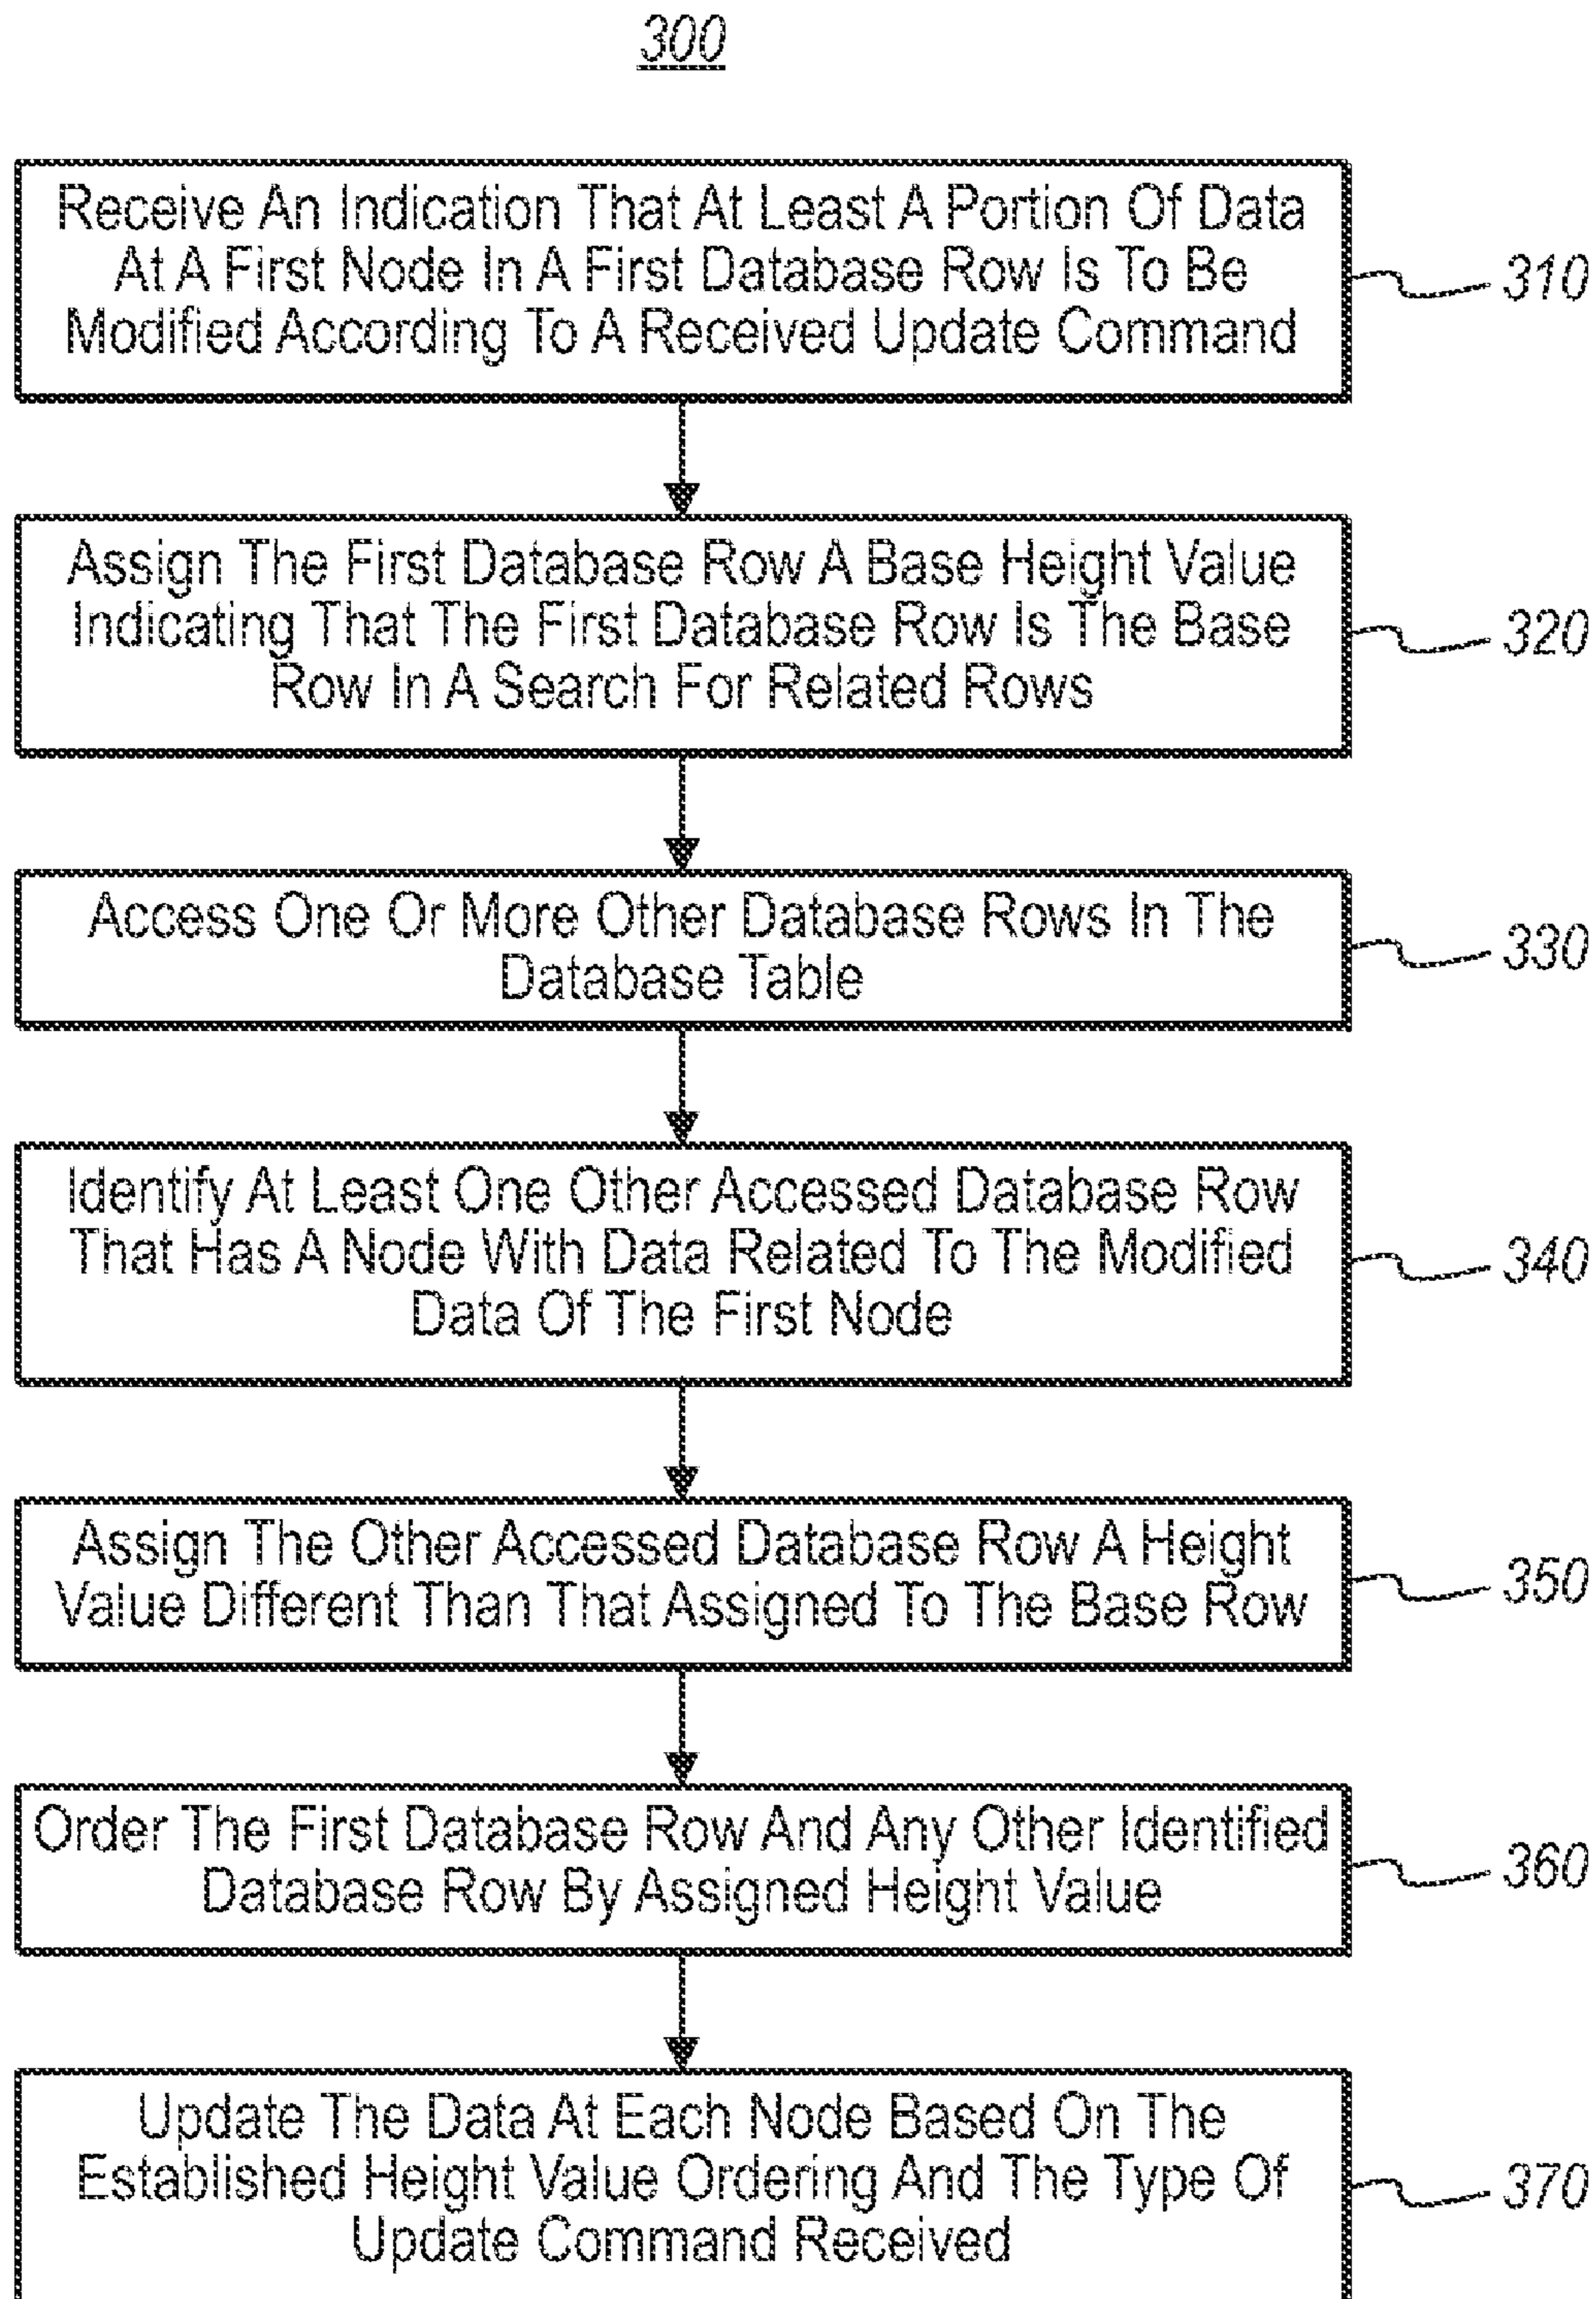 300
Receive An Indication That At Least A Portion Of Data
At A First Node In A First Database Row Is To Be
Modified According To A Received Update Command
310
Assign The First Database Row A Base Height Value
Indicating That The First Database Row Is The Base
Row In A Search For Related Rows
320
Access One Or More Other Database Rows In The
Database Table
330
Identify At Least One Other Accessed Database Row
That Has A Node With Data Related To The Modified
Data Of The First Node
340
Assign The Other Accessed Database Row A Height
Value Different Than That Assigned To The Base Row
350
Order The First Database Row And Any Other Identified
Database Row By Assigned Height Value
360
Update The Data At Each Node Based On The
Established Height Value Ordering And The Type Of
Update Command Received
370